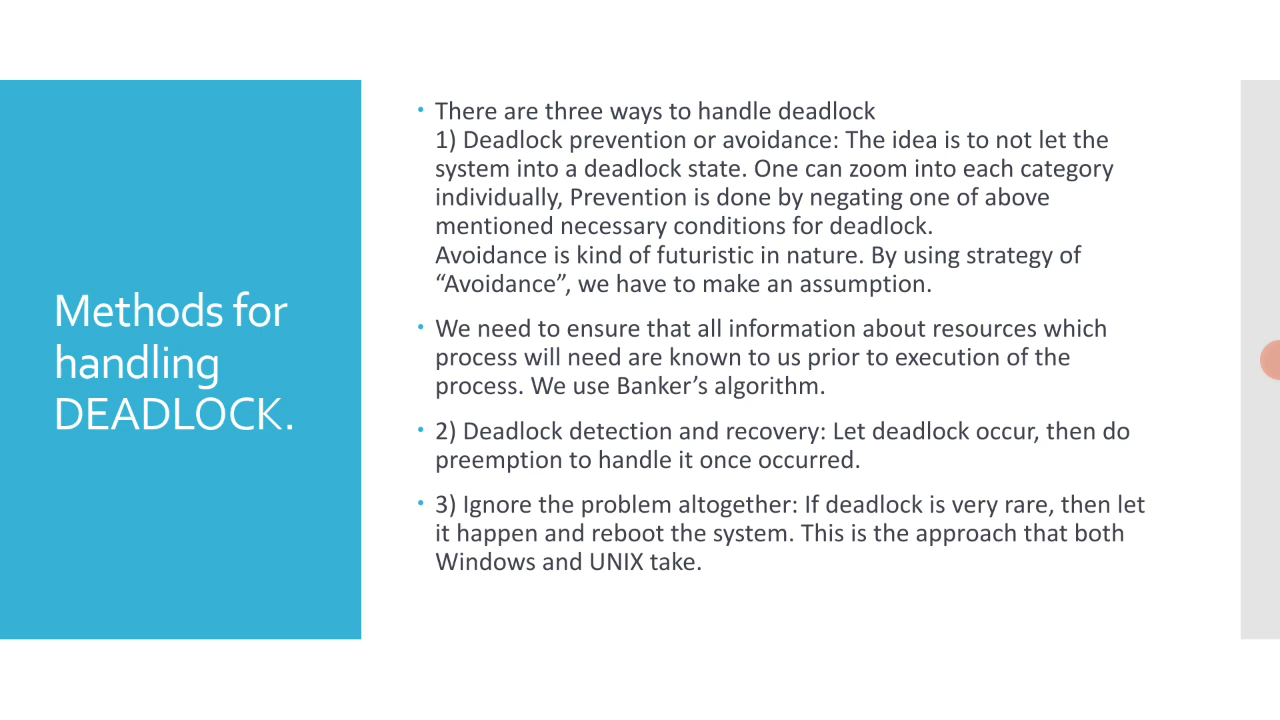 Methods for
handling
DEADLOCK.
• There are three ways to handle deadlock
1) Deadlock prevention or avoidance: The idea is to not let the
system into a deadlock state. One can zoom into each category
individually, Prevention is done by negating one of above
mentioned necessary conditions for deadlock.
Avoidance is kind of futuristic in nature. By using strategy of
“Avoidance”, we have to make an assumption.
• We need to ensure that all information about resources which
process will need are known to us prior to execution of the
process. We use Banker’s algorithm.
• 2) Deadlock detection and recovery: Let deadlock occur, then do
preemption to handle it once occurred.
• 3) Ignore the problem altogether: If deadlock is very rare, then let
it happen and reboot the system. This is the approach that both
Windows and UNIX take.